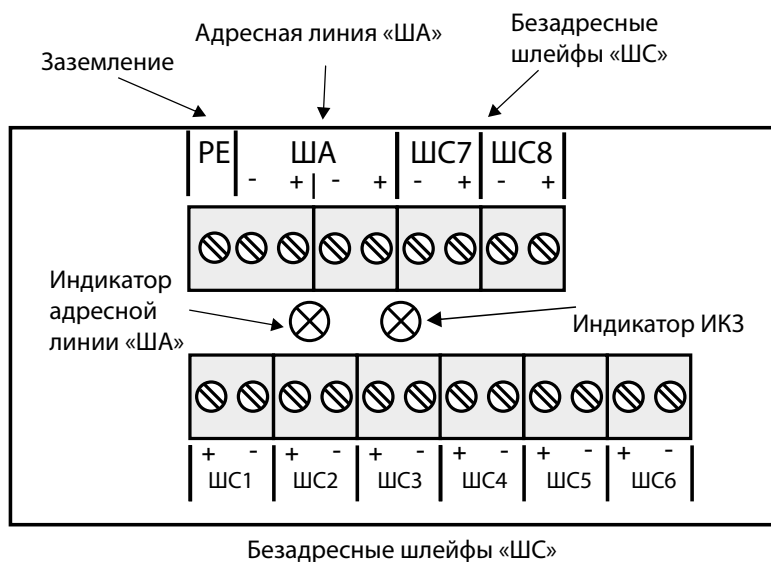 Адресная линия «ША»
Безадресные
шлейфы «ШС»
Заземление
PE ША ШС7 ШС8
- + - + - + - +
Индикатор
адресной
линии «ША»
Индикатор ИКЗ
+ - + - + - + - + - + -
ШС1 ШС2 ШС3 ШС4 ШС5 ШС6
Безадресные шлейфы «ШС»